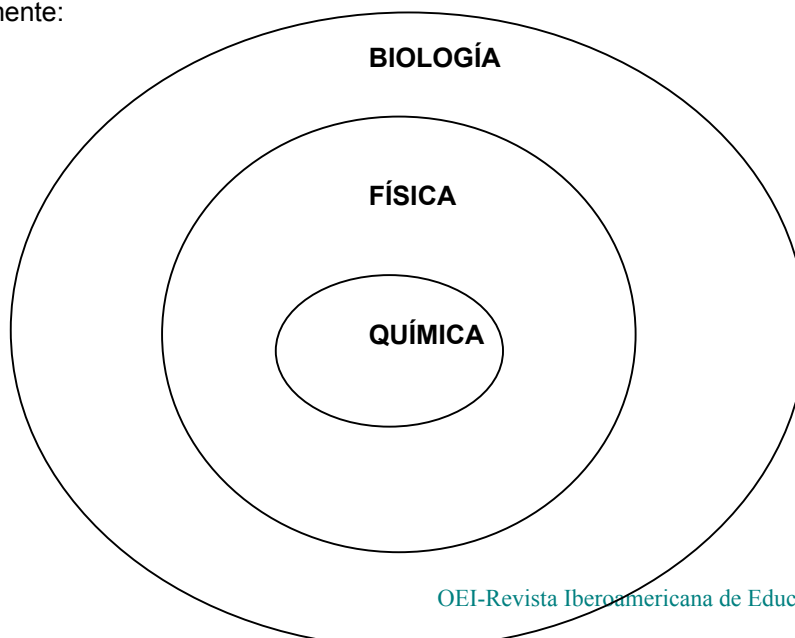 mente:
BIOLOGÍA
FÍSICA
QUÍMICA
OEI-Revista Iberoamericana de Educ